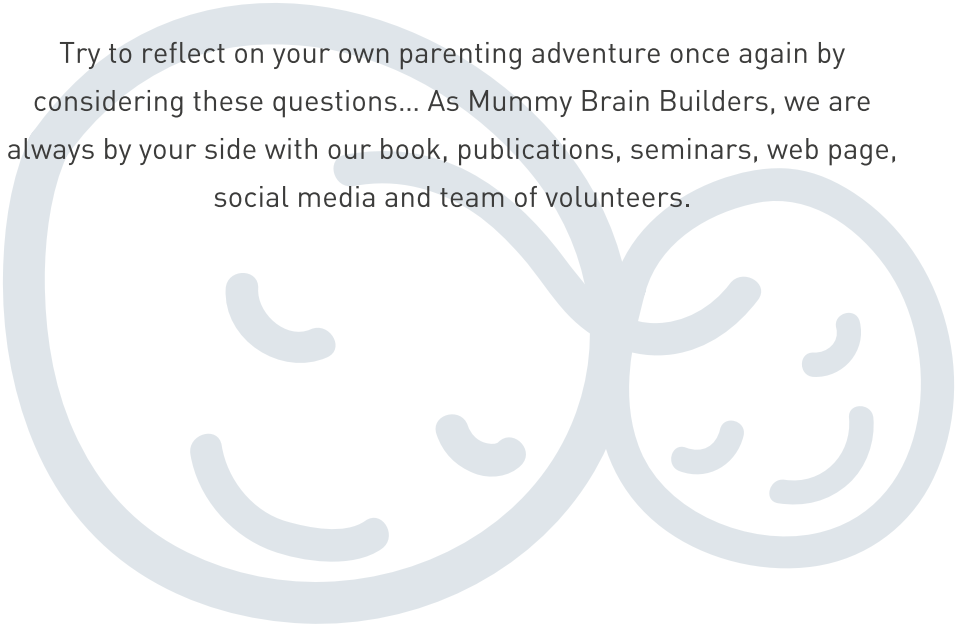 Try to reflect on your own parenting adventure once again by
considering these questions... As Mummy Brain Builders, we are
always by your side with our book, publications, seminars, web page,
social media and team of volunteers.